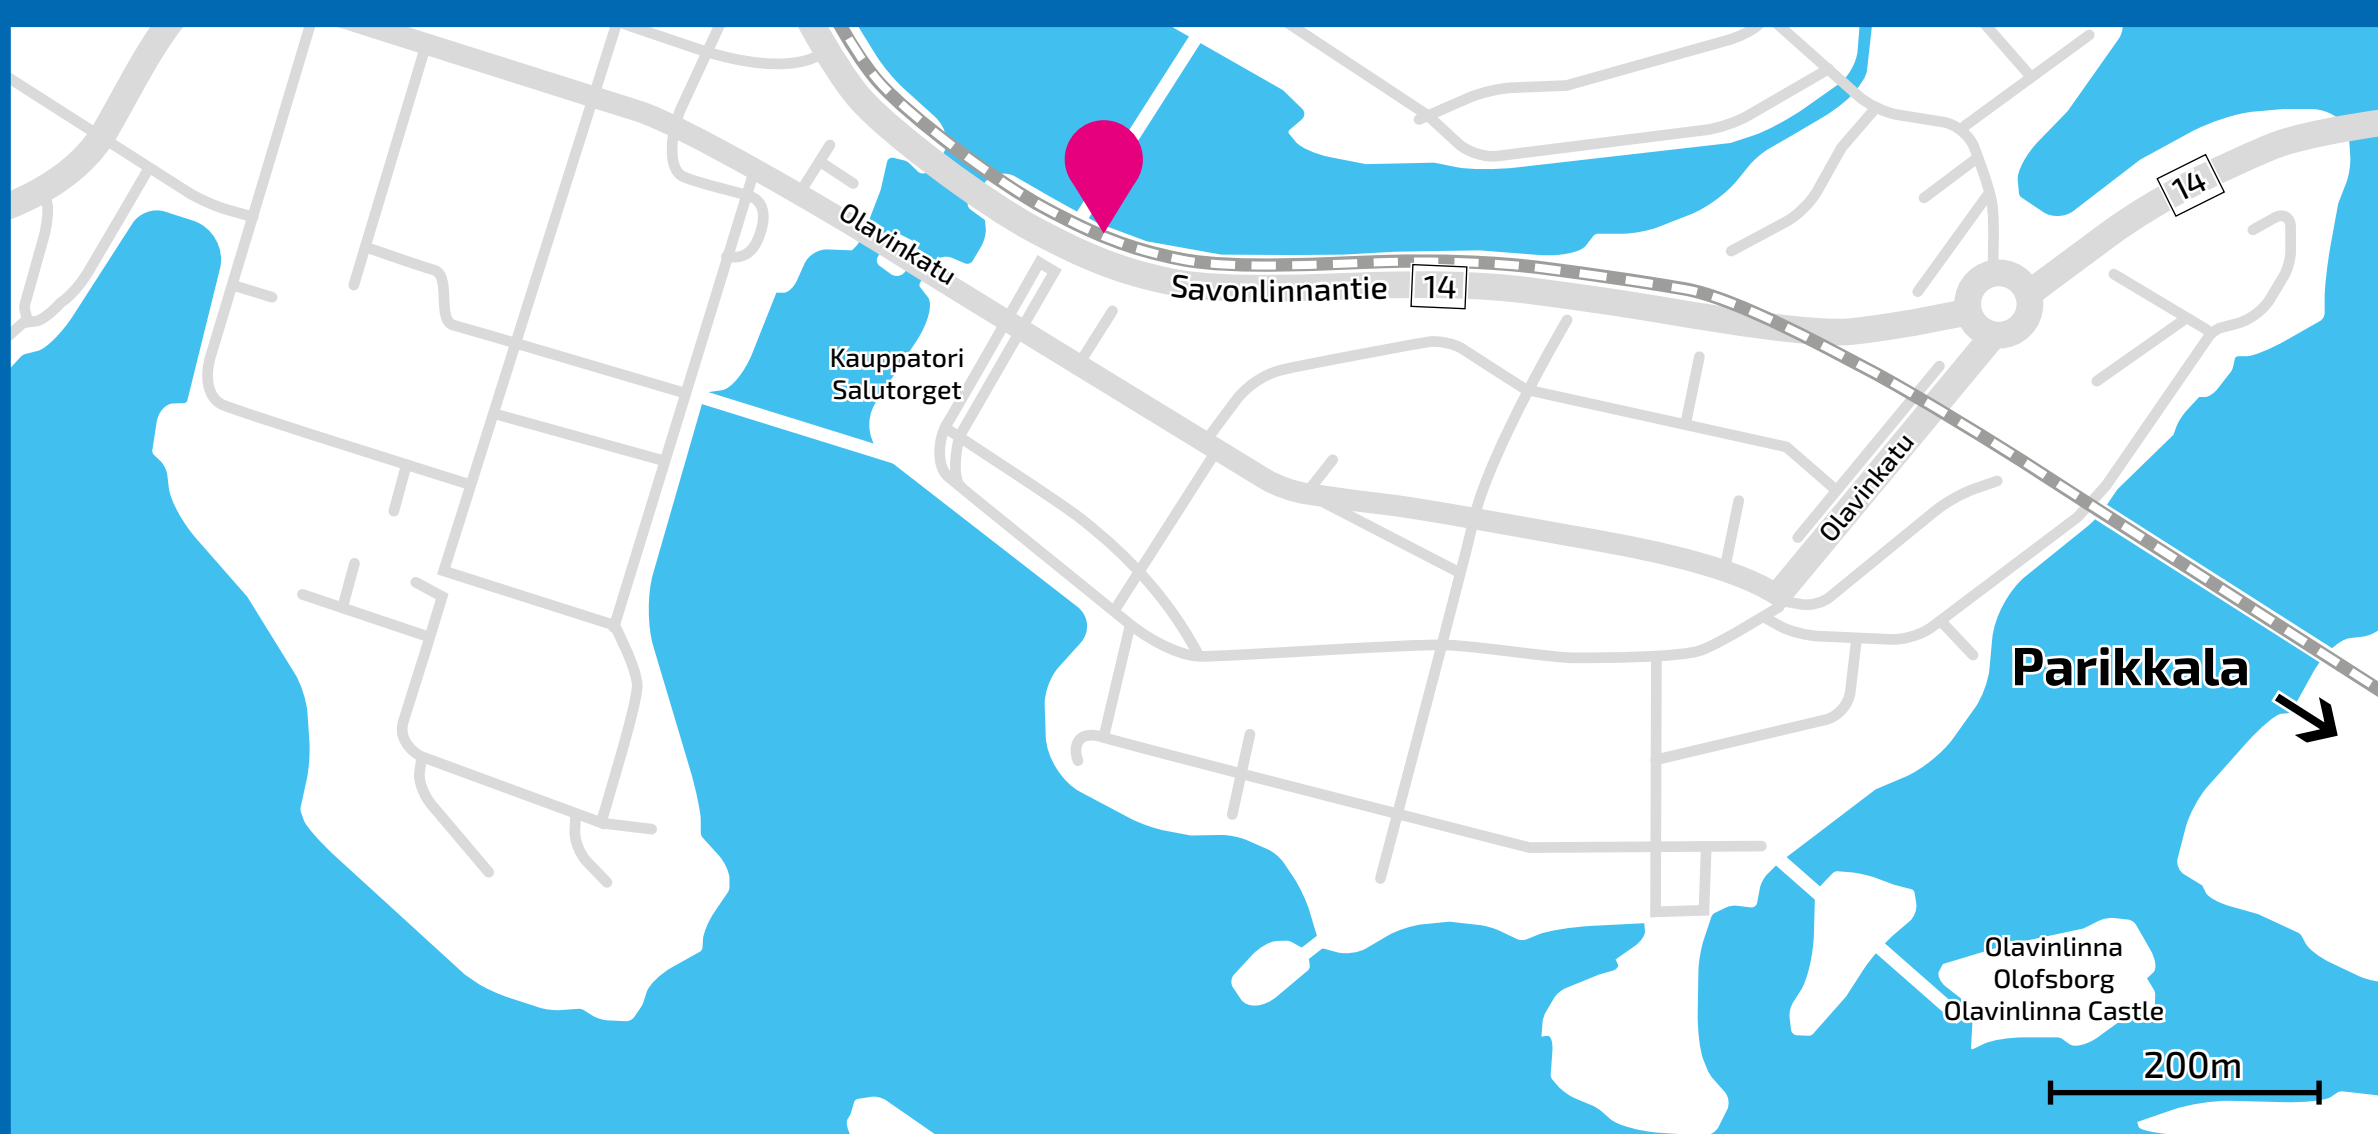 14
Olavinkatu
Savonlinnantie
14
Kauppatori
Salutorget
Olavinkatu
Parikkala
Olavinlinna
Olofsborg
Olavinlinna Castle
200m